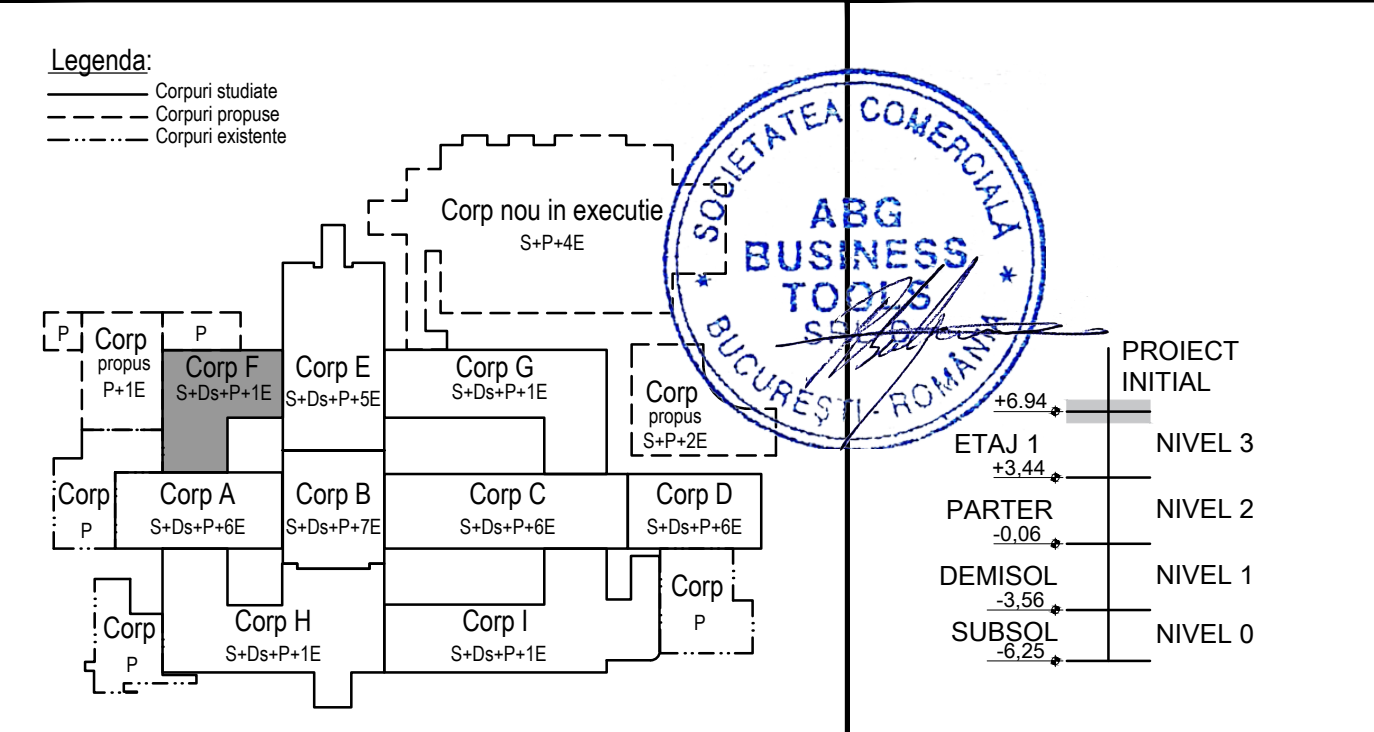 Legenda:
Corpuri studiate
Corpuri propuse
Corpuri existente
Corp nou in executie
S+P+4E
P
Corp
propus
P+1E
P
Corp F
S+Ds+P+1E
Corp E
S+Ds+P+5E
Corp G
S+Ds+P+1E
Corp
propus
S+P+2E
Corp
P
Corp A
S+Ds+P+6E
Corp B
S+Ds+P+7E
Corp C
S+Ds+P+6E
Corp D
S+Ds+P+6E
Corp
P
Corp H
S+Ds+P+1E
Corp I
S+Ds+P+1E
Corp
P
SOCIETATEA COMERCIALĂ
ABG
BUSINESS
TOOLS
BUCUREŞTI - ROMÂNIA
PROIECT
INITIAL
+6.94
ETAJ 1
NIVEL 3
+3,44
PARTER
NIVEL 2
-0,06
DEMISOL
NIVEL 1
-3,56
SUBSOL
NIVEL 0
-6,25